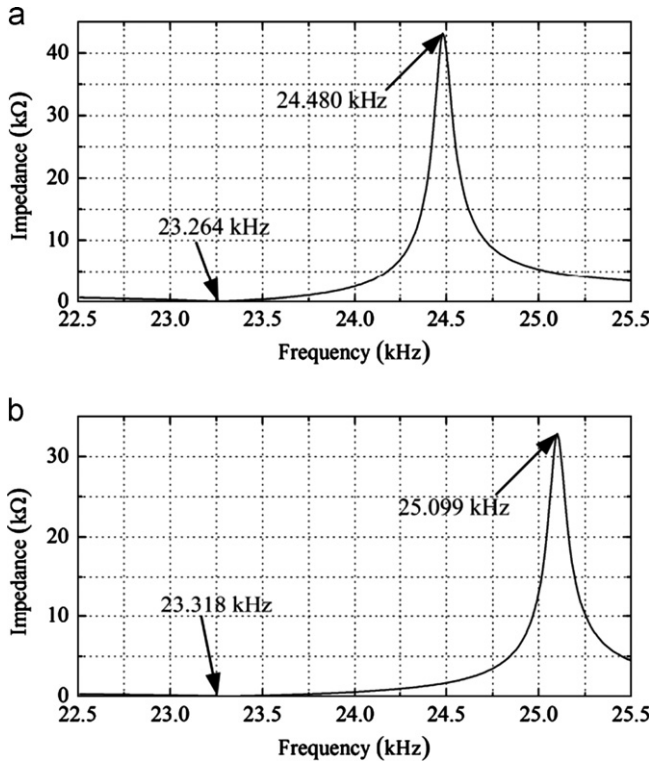 a
Impedance (kΩ)
40
30
20
10
0
24.480 kHz
23.264 kHz
22.5 23.0 23.5 24.0 24.5 25.0 25.5
Frequency (kHz)
b
Impedance (kΩ)
30
20
10
0
25.099 kHz
23.318 kHz
22.5 23.0 23.5 24.0 24.5 25.0 25.5
Frequency (kHz)